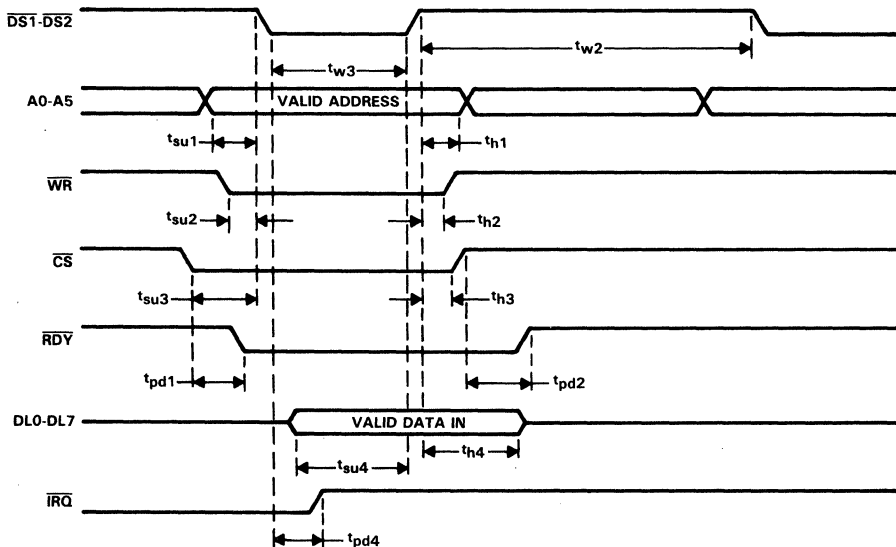 DS1-DS2
tw2
tw3
A0-A5
VALID ADDRESS
tsu1
th1
WR
tsu2
th2
CS
tsu3
th3
RDY
tpd1
tpd2
DL0-DL7
VALID DATA IN
th4
tsu4
IRQ
tpd4